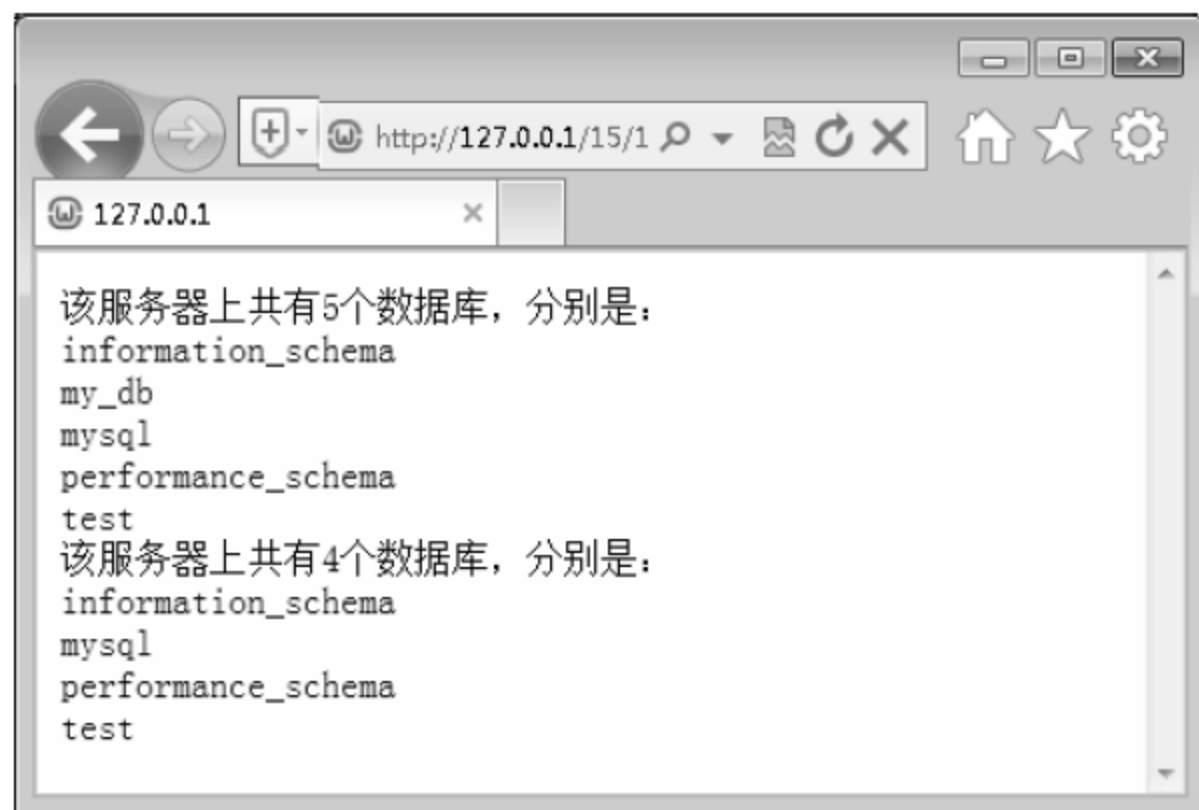 http://127.0.0.1/15/1
127.0.0.1
该服务器上共有5个数据库，分别是：
information_schema
my_db
mysql
performance_schema
test
该服务器上共有4个数据库，分别是：
information_schema
mysql
performance_schema
test